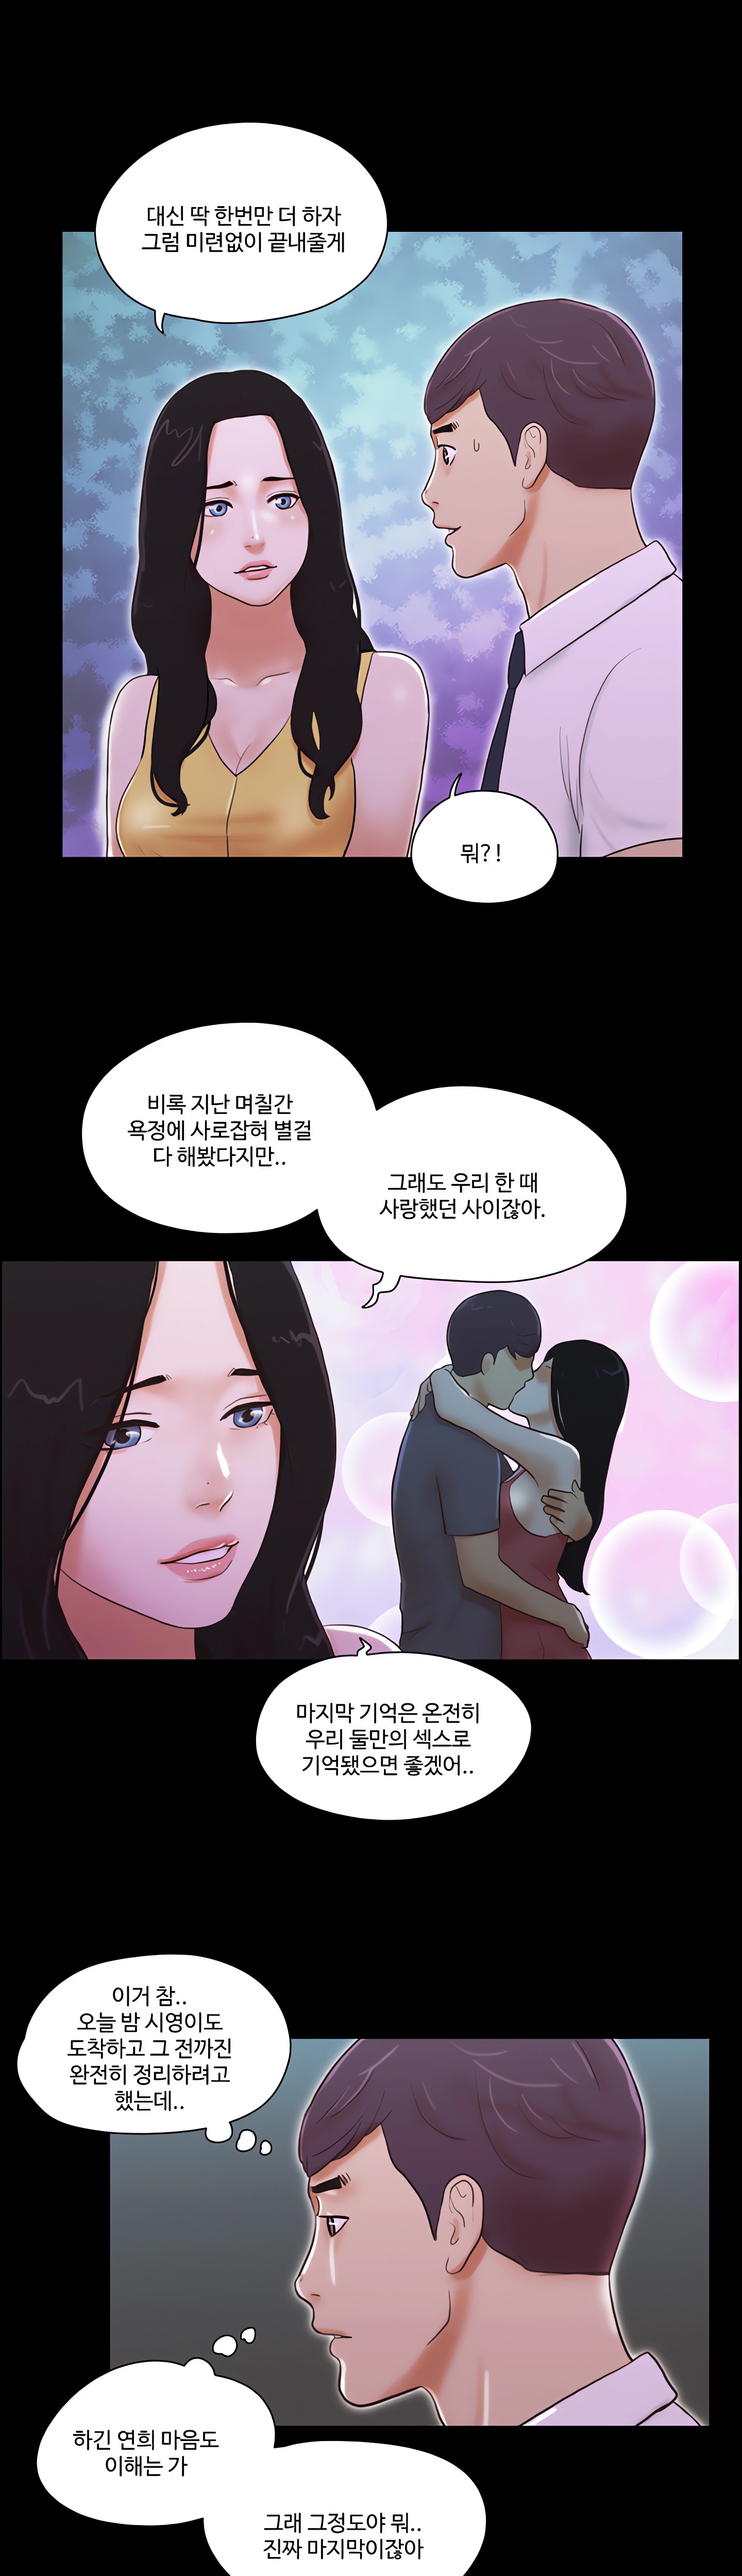 대신 딱 한번만 더 하자
그럼 미련없이 끝내줄게
뭐?!
비록 지난 며칠간
욕정에 사로잡혀 별걸
다 해봤다지만..
그래도 우리 한 때
사랑했던 사이잖아.
마지막 기억은 온전히
우리 둘만의 섹스로
기억됐으면 좋겠어..
이거 참..
오늘 밤 시영이도
도착하고 그 전까진
완전히 정리하려고
했는데..
하긴 연희 마음도
이해는 가
그래 그정도야 뭐..
진짜 마지막이잖아